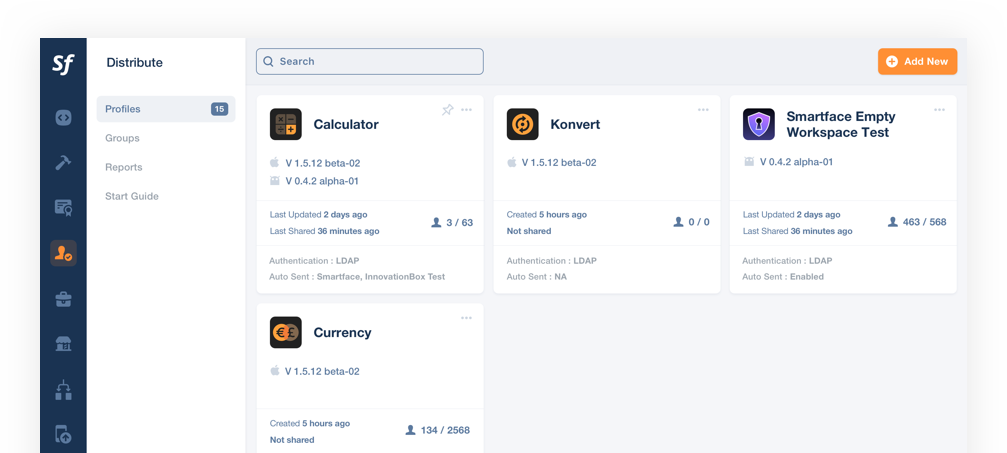 Sf
Distribute
Search
Add New
Profiles
15
Groups
Reports
Start Guide
Calculator
V 1.5.12 beta-02
V 0.4.2 alpha-01
Last Updated 2 days ago
Last Shared 36 minutes ago
3 / 63
Authentication : LDAP
Auto Sent : Smartface, InnovationBox Test
Konvert
V 1.5.12 beta-02
Created 5 hours ago
Not shared
0 / 0
Authentication : LDAP
Auto Sent : NA
Smartface Empty
Workspace Test
V 0.4.2 alpha-01
Last Updated 2 days ago
Last Shared 36 minutes ago
463 / 568
Authentication : LDAP
Auto Sent : Enabled
€ £
Currency
V 1.5.12 beta-02
Created 5 hours ago
Not shared
134 / 2568